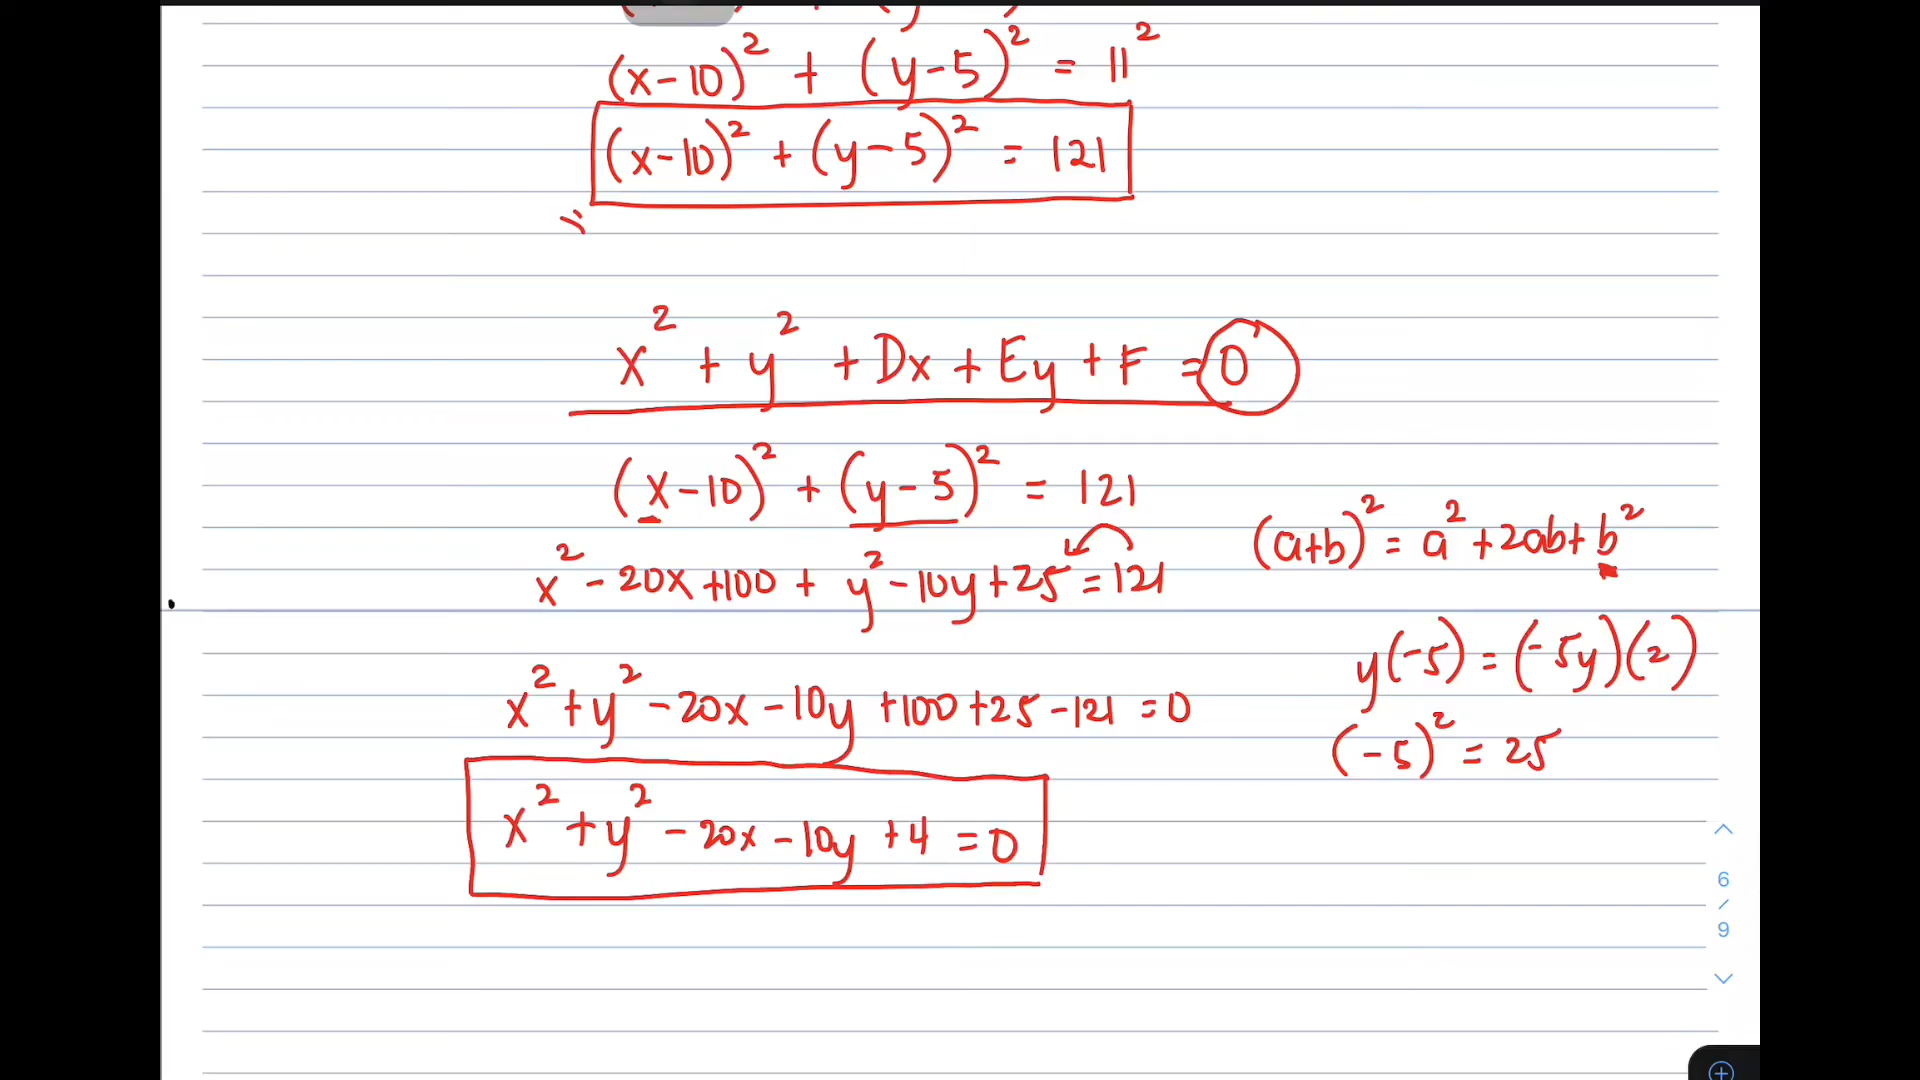 (x-10)² + (y-5)² = 11²
(x-10)² + (y-5)² = 121
x² + y² + Dx + Ey + F = 0
(x-10)² + (y-5)² = 121
(a+b)² = a² + 2ab + b²
x² - 20x + 100 + y² - 10y + 25 = 121
y(-5) = (-5y)(2)
x² + y² - 20x - 10y + 100 + 25 - 121 = 0
(-5)² = 25
x² + y² - 20x - 10y + 4 = 0
6
/
9